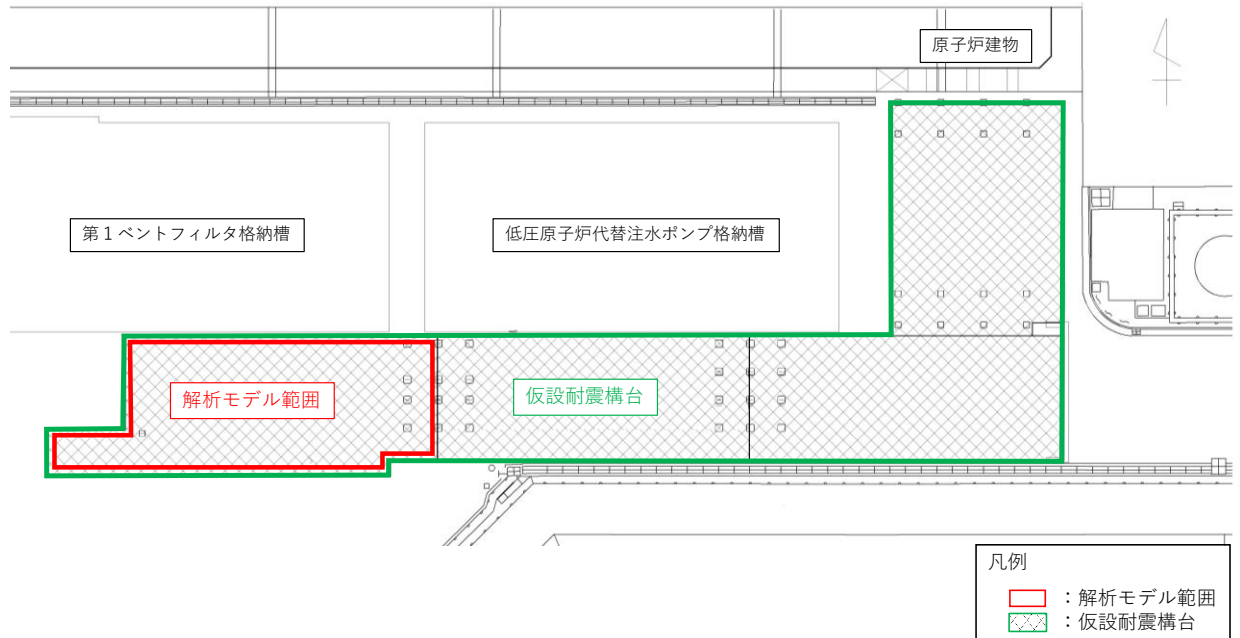 原子炉建物
第１ベントフィルタ格納槽
低圧原子炉代替注水ポンプ格納槽
解析モデル範囲
仮設耐震構台
凡例
：解析モデル範囲
：仮設耐震構台